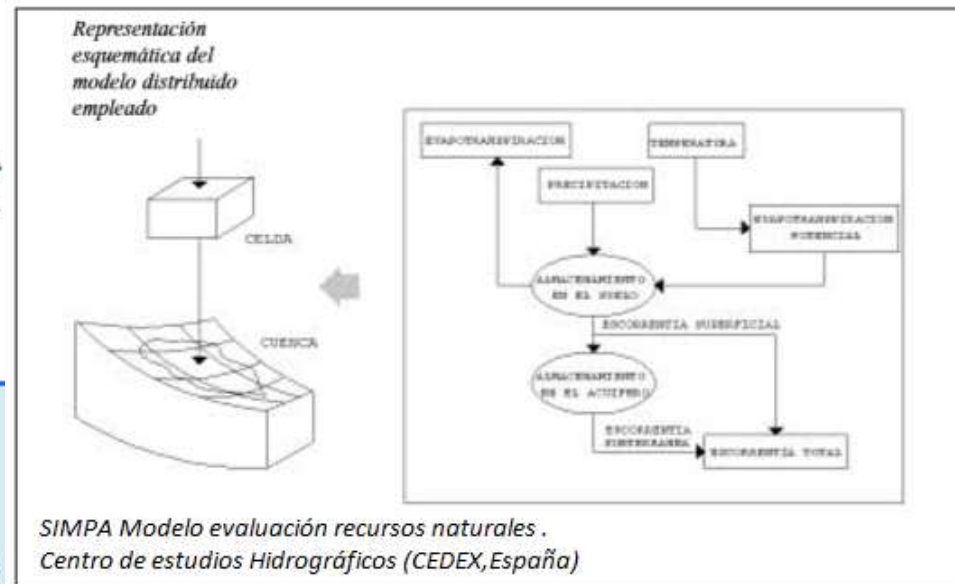 Representación
esquemática del
modelo distribuido
empleado
CELDA
CUENCA
EVAPOTRANSPIRACION
TEMPERATURA
PRECIPITACION
EVAPOTRANSPIRACION
POTENCIAL
ALMACENAMIENTO
EN EL SUELO
ESCORRENTIA SUPERFICIAL
ALMACENAMIENTO
EN EL ACUIFERO
ESCORRENTIA
SUBTERRANEA
ESCORRENTIA TOTAL
SIMPA Modelo evaluación recursos naturales .
Centro de estudios Hidrográficos (CEDEX,España)